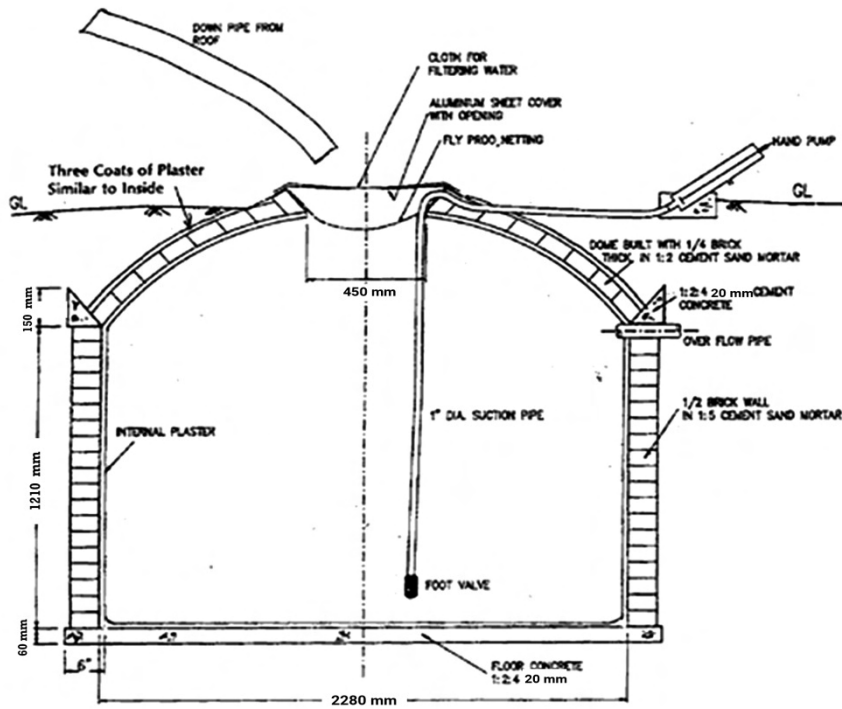 DOWN PIPE FROM
ROOF
CLOTH FOR
FILTERING WATER
ALUMINIUM SHEET COVER
WITH OPENING
FLY PROO,NETTING
HAND PUMP
Three Coats of Plaster
Similar to Inside
GL
GL
DOME BUILT WITH 1/4 BRICK
THICK IN 1:2 CEMENT SAND MORTAR
450 mm
1:2:4 20 mm CEMENT
CONCRETE
150 mm
OVER FLOW PIPE
1/2 BRICK WALL
IN 1:5 CEMENT SAND MORTAR
1" DIA. SUCTION PIPE
INTERNAL PLASTER
1210 mm
FOOT VALVE
60 mm
6"
FLOOR CONCRETE
1:2:4 20 mm
2280 mm